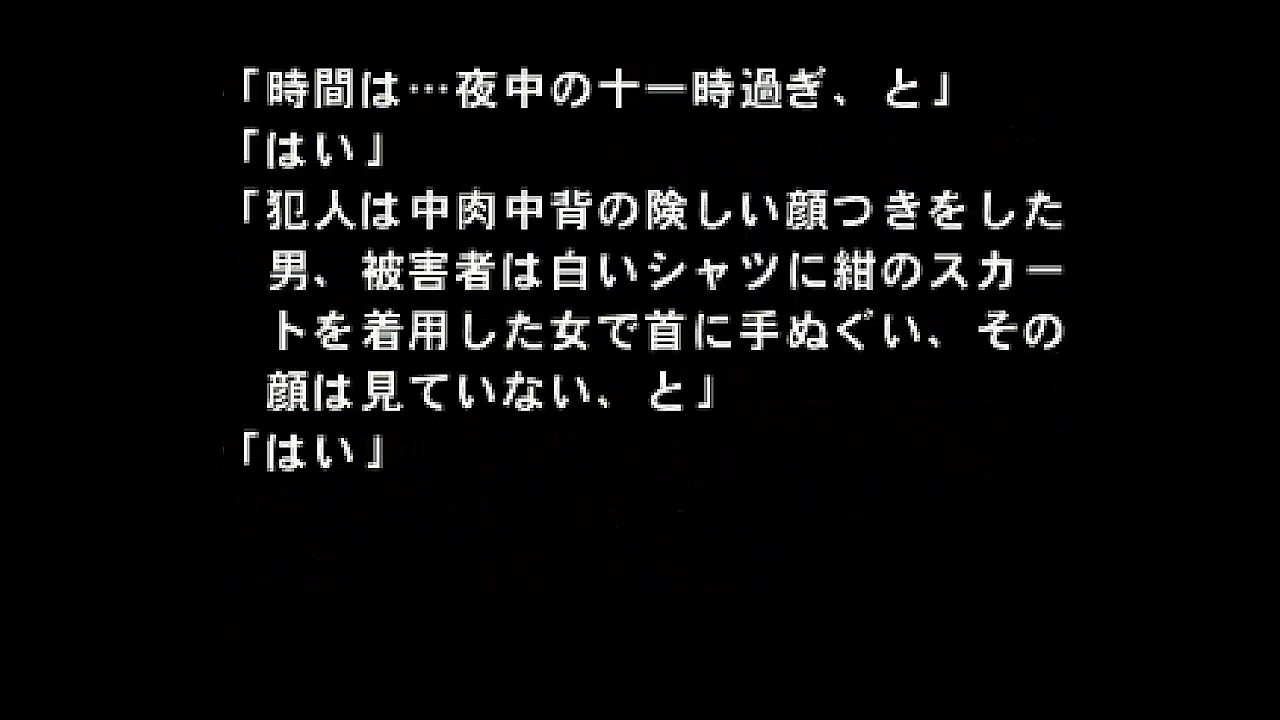 「時間は…夜中の十一時過ぎ、と」
「はい」
「犯人は中肉中背の険しい顔つきをした
男、被害者は白いシャツに紺のスカー
トを着用した女で首に手ぬぐい、その
顔は見ていない、と」
「はい」